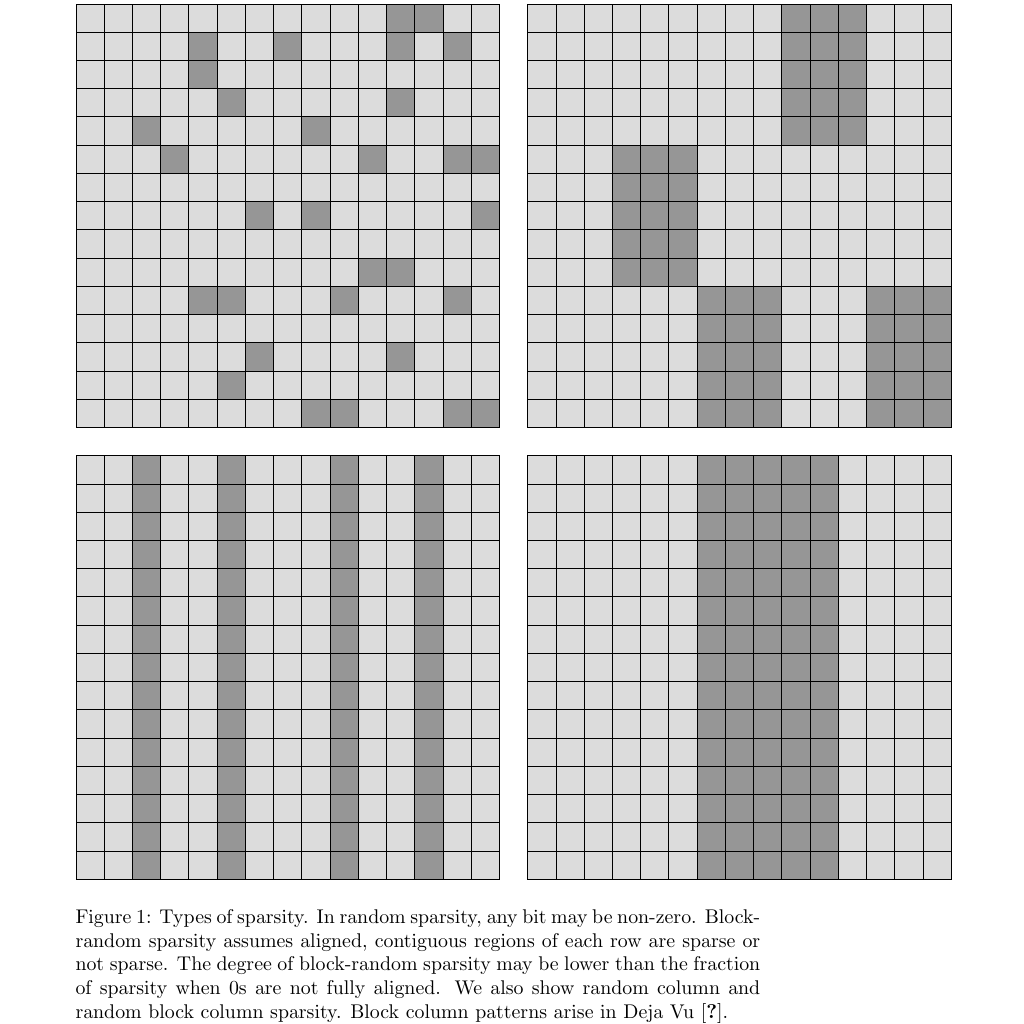 Figure 1: Types of sparsity. In random sparsity, any bit may be non-zero. Block-
random sparsity assumes aligned, contiguous regions of each row are sparse or
not sparse. The degree of block-random sparsity may be lower than the fraction
of sparsity when 0s are not fully aligned. We also show random column and
random block column sparsity. Block column patterns arise in Deja Vu [?].